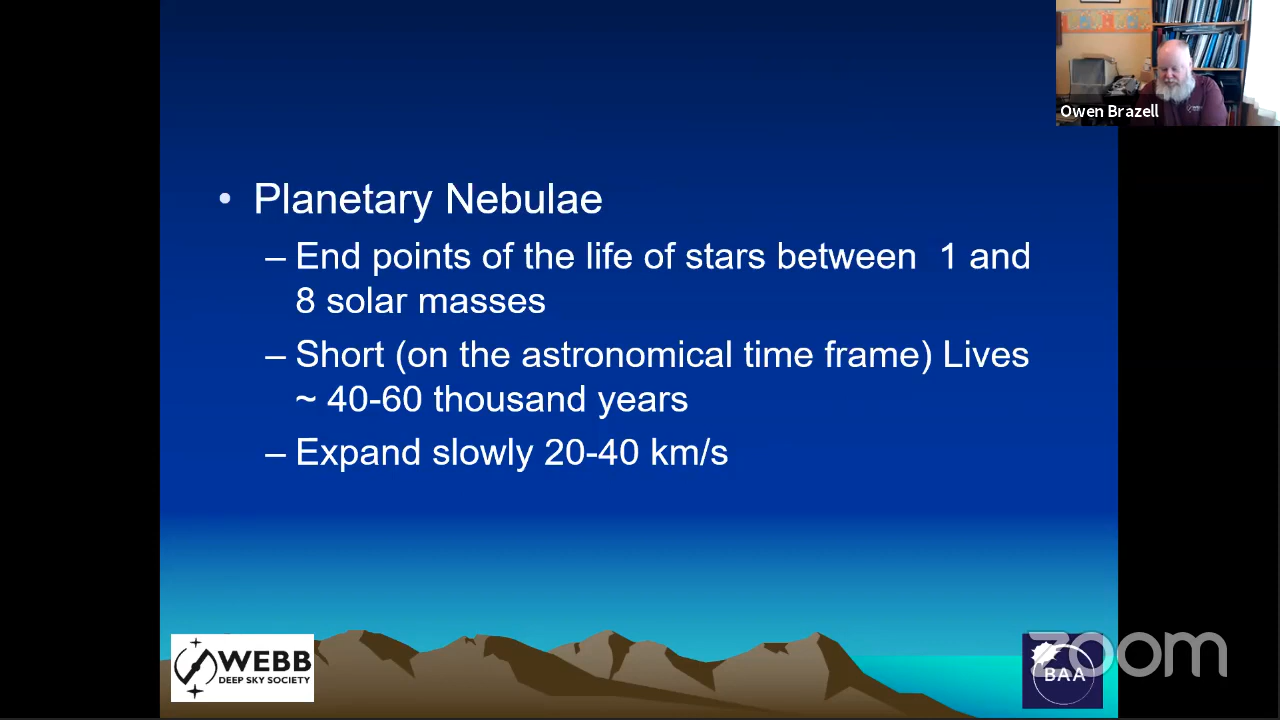 Owen Brazell
• Planetary Nebulae
– End points of the life of stars between  1 and
8 solar masses
– Short (on the astronomical time frame) Lives
~ 40-60 thousand years
– Expand slowly 20-40 km/s
WEBB
DEEP SKY SOCIETY
BAA
zoom